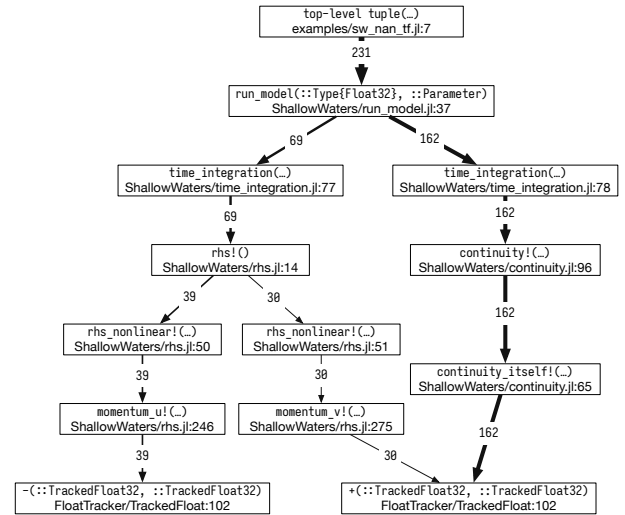 top-level tuple(…)
examples/sw_nan_tf.jl:7
231
run_model(::Type{Float32}, ::Parameter)
ShallowWaters/run_model.jl:37
69
162
time_integration(…)
ShallowWaters/time_integration.jl:77
time_integration(…)
ShallowWaters/time_integration.jl:78
69
162
rhs!()
ShallowWaters/rhs.jl:14
continuity!(…)
ShallowWaters/continuity.jl:96
39
30
162
rhs_nonlinear!(…)
ShallowWaters/rhs.jl:50
rhs_nonlinear!(…)
ShallowWaters/rhs.jl:51
continuity_itself!(…)
ShallowWaters/continuity.jl:65
39
30
momentum_u!(…)
ShallowWaters/rhs.jl:246
momentum_v!(…)
ShallowWaters/rhs.jl:275
162
39
30
-(::TrackedFloat32, ::TrackedFloat32)
FloatTracker/TrackedFloat:102
+(::TrackedFloat32, ::TrackedFloat32)
FloatTracker/TrackedFloat:102